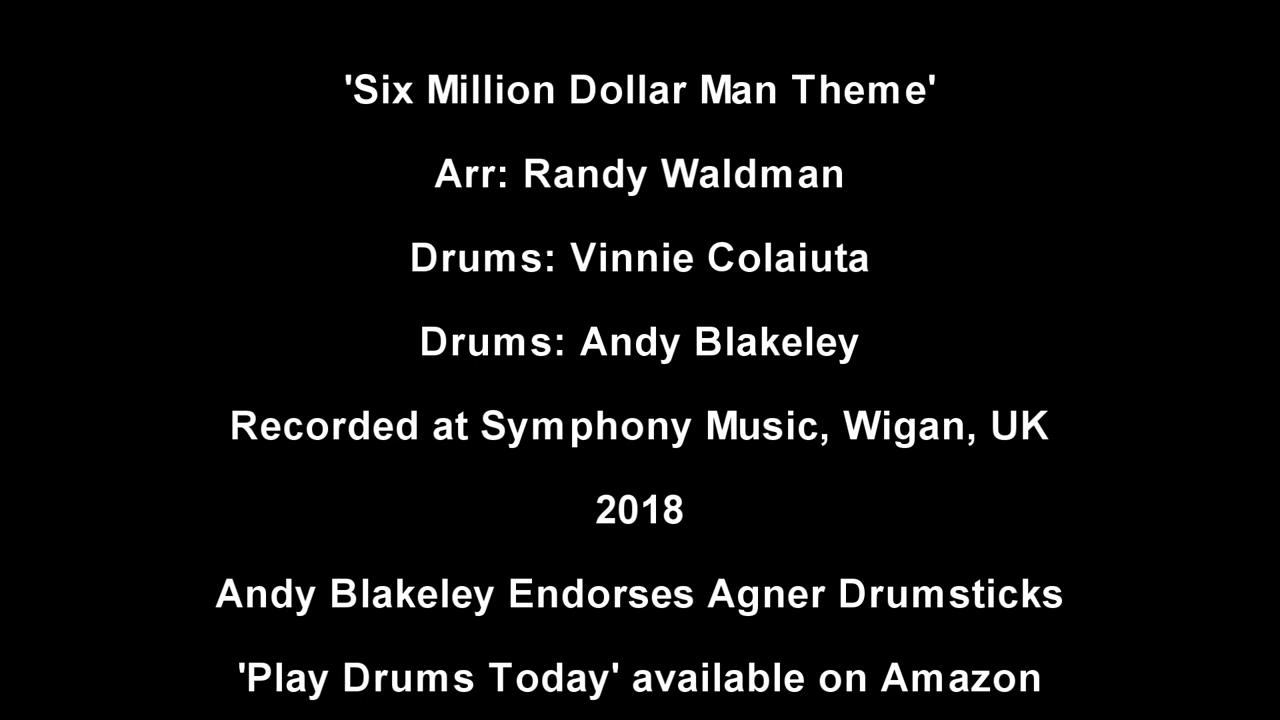 'Six Million Dollar Man Theme'
Arr: Randy Waldman
Drums: Vinnie Colaiuta
Drums: Andy Blakeley
Recorded at Symphony Music, Wigan, UK
2018
Andy Blakeley Endorses Agner Drumsticks
'Play Drums Today' available on Amazon